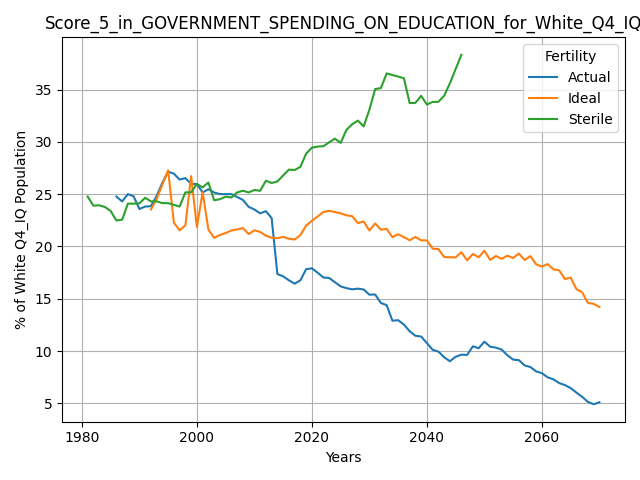 Score_5_in_GOVERNMENT_SPENDING_ON_EDUCATION_for_White_Q4_IQ
Fertility
Actual
Ideal
Sterile
% of White Q4_IQ Population
35
30
25
20
15
10
5
1980 2000 2020 2040 2060
Years